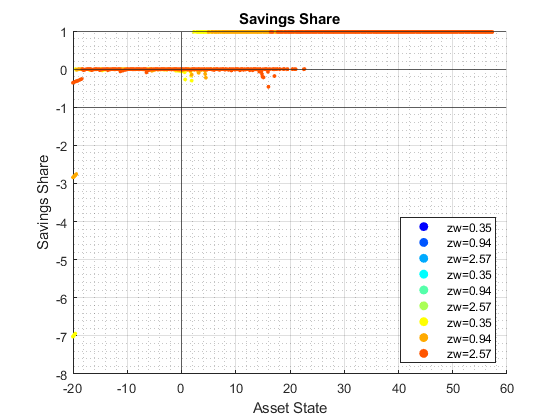 Savings Share
1
0
-1
-2
-3
-4
-5
-6
-7
-8
Savings Share
-20
-10
0
10
20
30
40
50
60
Asset State
zw=0.35
zw=0.94
zw=2.57
zw=0.35
zw=0.94
zw=2.57
zw=0.35
zw=0.94
zw=2.57